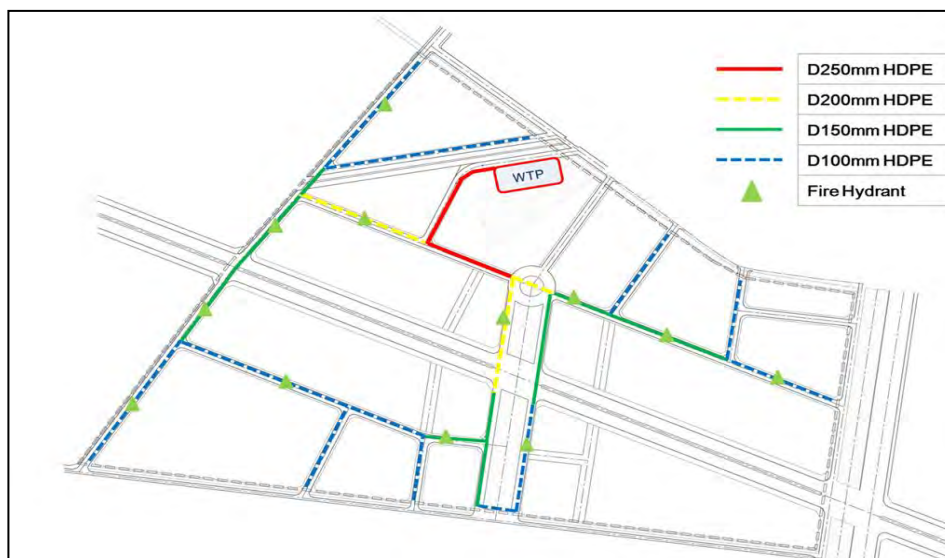 D250mm HDPE
D200mm HDPE
D150mm HDPE
D100mm HDPE
Fire Hydrant
WTP